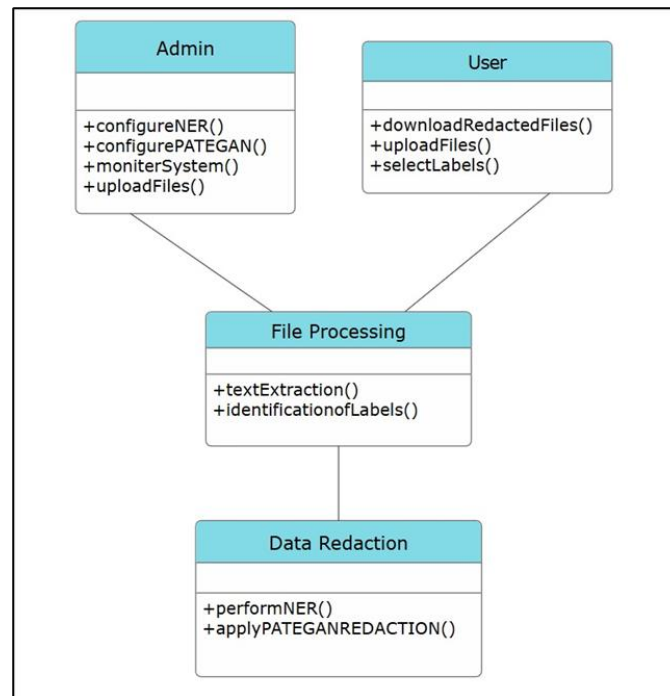 Admin
+configureNER()
+configurePATEGAN()
+moniterSystem()
+uploadFiles()
User
+downloadRedactedFiles()
+uploadFiles()
+selectLabels()
File Processing
+textExtraction()
+identificationofLabels()
Data Redaction
+performNER()
+applyPATEGANREDACTION()